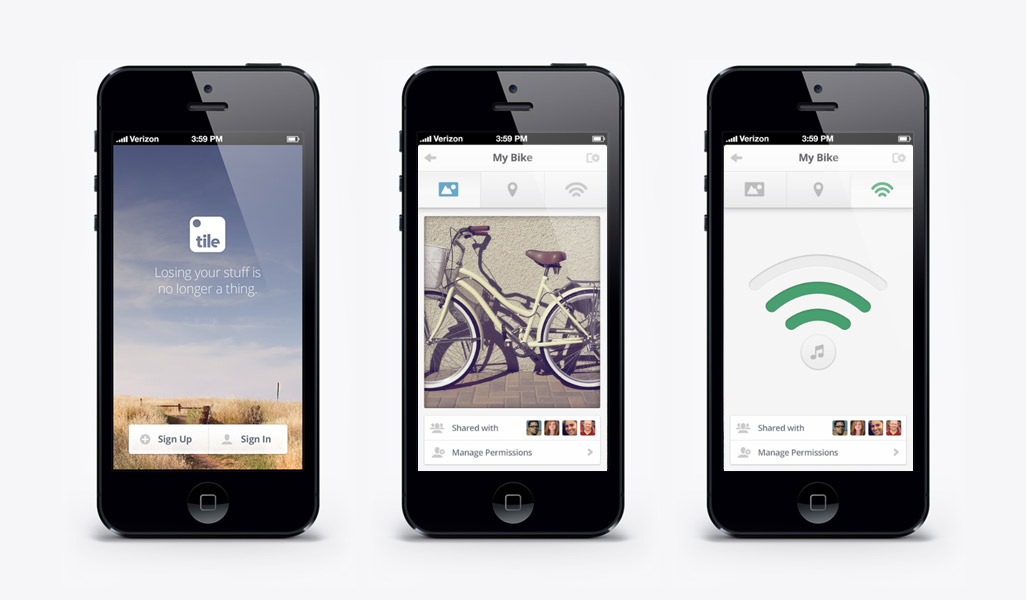 Verizon 3:59 PM
tile
Losing your stuff is
no longer a thing.
Sign Up Sign In
Verizon 3:59 PM
My Bike
Shared with
Manage Permissions
Verizon 3:59 PM
My Bike
Shared with
Manage Permissions